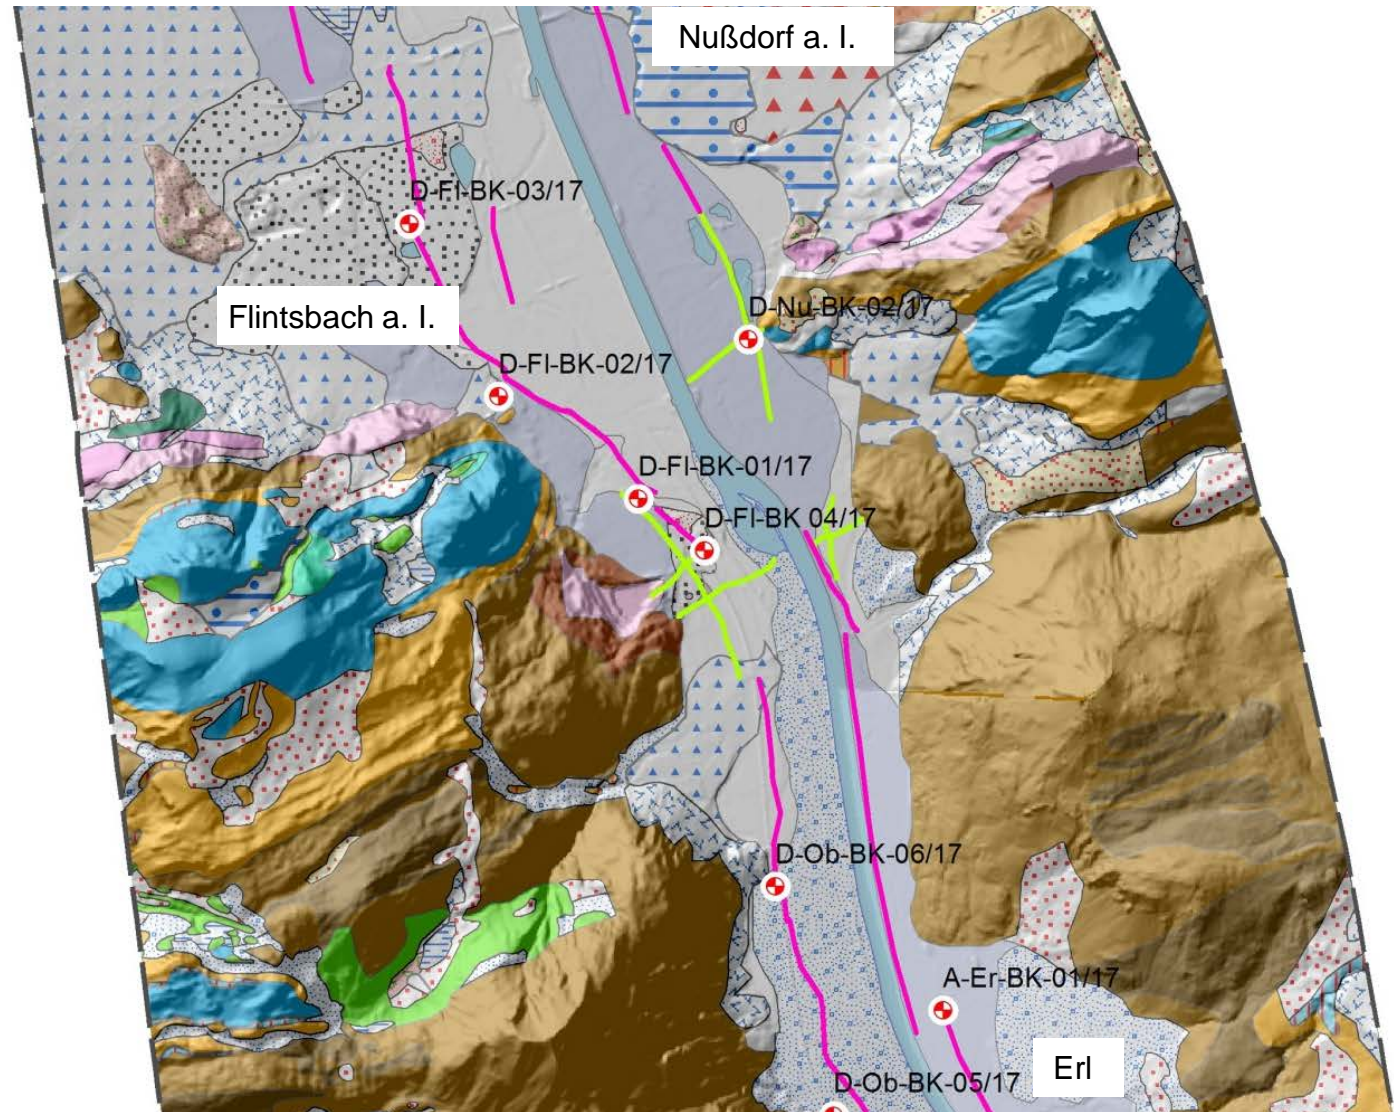 Nußdorf a. I.
D-Fl-BK-03/17
D-Nu-BK-02/17
Flintsbach a. I.
D-Fl-BK-02/17
D-Fl-BK-01/17
D-Fl-BK 04/17
D-Ob-BK-06/17
A-Er-BK-01/17
Erl
D-Ob-BK-05/17